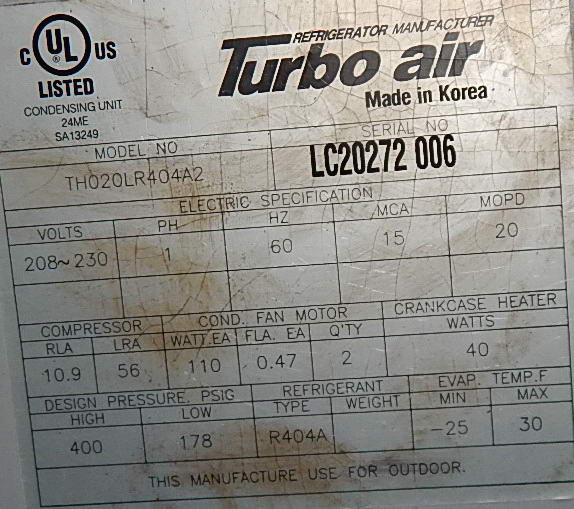 C UL US
LISTED
CONDENSING UNIT
24ME
SA13249
REFRIGERATOR MANUFACTURER
Turbo air
Made in Korea
MODEL NO
SERIAL NO
TH020LR404A2
LC20272 006
ELECTRIC SPECIFICATION
VOLTS PH HZ MCA MOPD
208~230 1 60 15 20
COMPRESSOR COND. FAN MOTOR CRANKCASE HEATER
RLA LRA WATT.EA FLA. EA Q'TY WATTS
10.9 56 110 0.47 2 40
DESIGN PRESSURE. PSIG REFRIGERANT EVAP. TEMP.F
HIGH LOW TYPE WEIGHT MIN MAX
400 178 R404A -25 30
THIS MANUFACTURE USE FOR OUTDOOR.